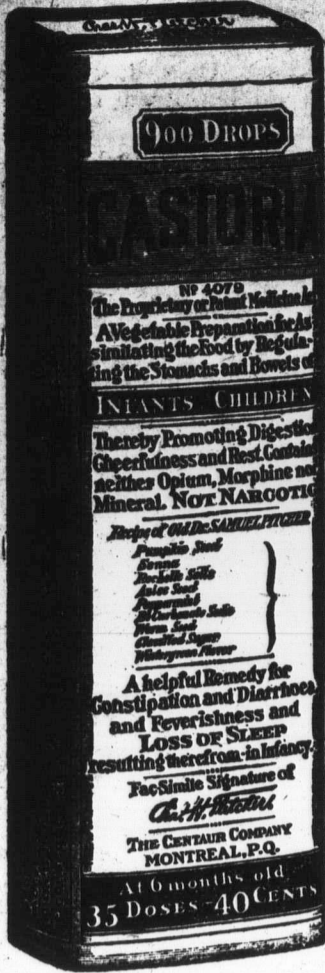 Chas. H. Fletcher
900 DROPS
CASTORIA
Nº 4079
The Proprietary or Patent Medicine Act
A Vegetable Preparation for As-
similating the Food by Regula-
ting the Stomachs and Bowels of
INFANTS CHILDREN
Thereby Promoting Digestion
Cheerfulness and Rest. Contains
neither Opium, Morphine nor
Mineral. NOT NARCOTIC
Recipe of Old Dr. SAMUEL PITCHER
Pumpkin Seed
Senna
Rochelle Salts
Anise Seed
Peppermint
Bi Carbonate Soda
Worm Seed
Clarified Sugar
Wintergreen Flavor
A helpful Remedy for
Constipation and Diarrhoea
and Feverishness and
LOSS OF SLEEP
resulting therefrom-in Infancy.
Fac Simile Signature of
Chas. H. Fletcher
THE CENTAUR COMPANY
MONTREAL, P.Q.
At 6 months old
35 DOSES - 40 CENTS